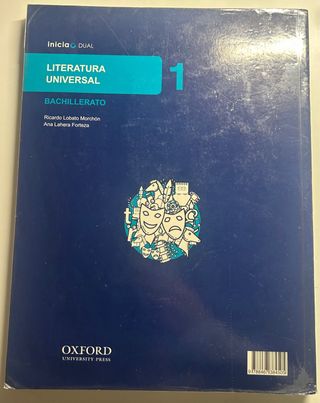 inicia DUAL
LITERATURA
UNIVERSAL
1
BACHILLERATO
Ricardo Lobato Morchón
Ana Lahera Forteza
OXFORD
UNIVERSITY PRESS